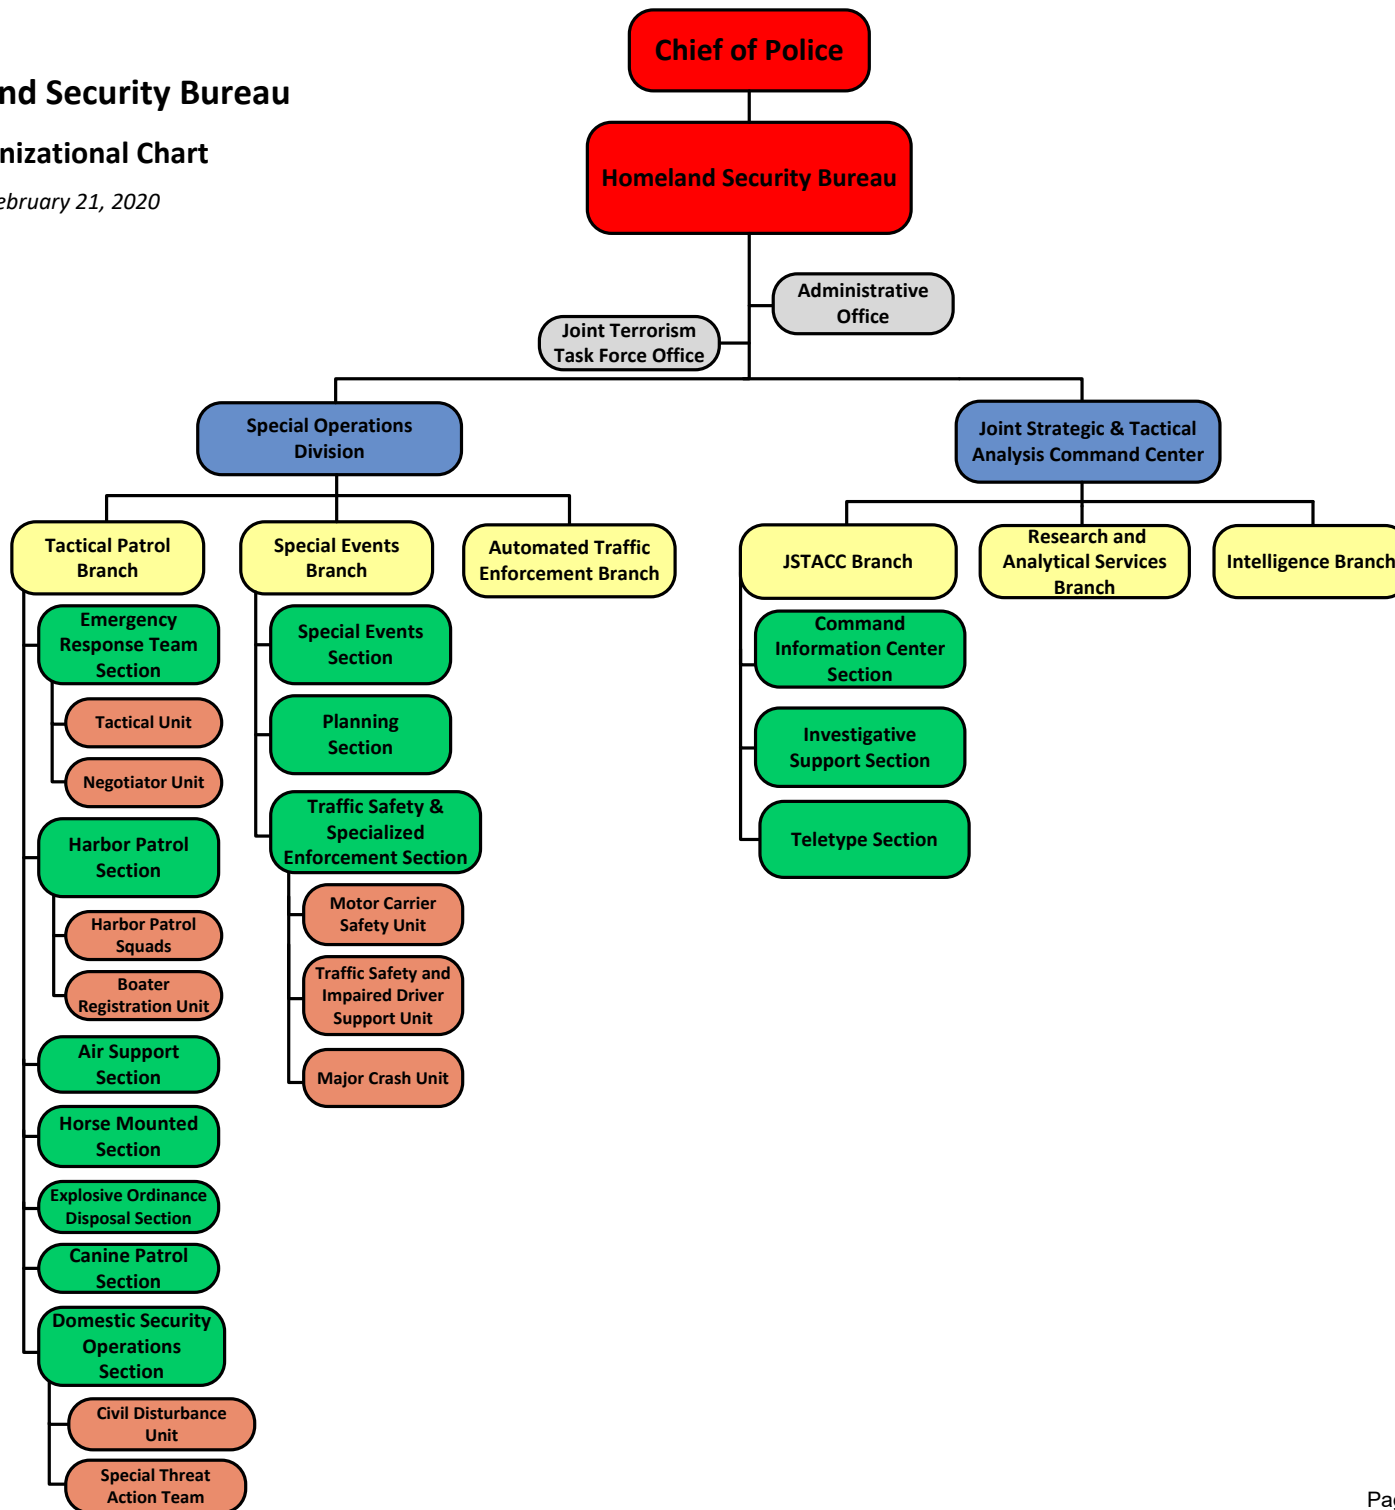 Chief of Police
nd Security Bureau
nizational Chart
ebruary 21, 2020
Homeland Security Bureau
Administrative
Office
Joint Terrorism
Task Force Office
Special Operations
Division
Joint Strategic & Tactical
Analysis Command Center
Tactical Patrol
Branch
Special Events
Branch
Automated Traffic
Enforcement Branch
JSTACC Branch
Research and
Analytical Services
Branch
Intelligence Branch
Emergency
Response Team
Section
Tactical Unit
Negotiator Unit
Harbor Patrol
Section
Harbor Patrol
Squads
Boater
Registration Unit
Air Support
Section
Horse Mounted
Section
Explosive Ordinance
Disposal Section
Canine Patrol
Section
Domestic Security
Operations
Section
Civil Disturbance
Unit
Special Threat
Action Team
Special Events
Section
Planning
Section
Traffic Safety &
Specialized
Enforcement Section
Motor Carrier
Safety Unit
Traffic Safety and
Impaired Driver
Support Unit
Major Crash Unit
Command
Information Center
Section
Investigative
Support Section
Teletype Section
Pag